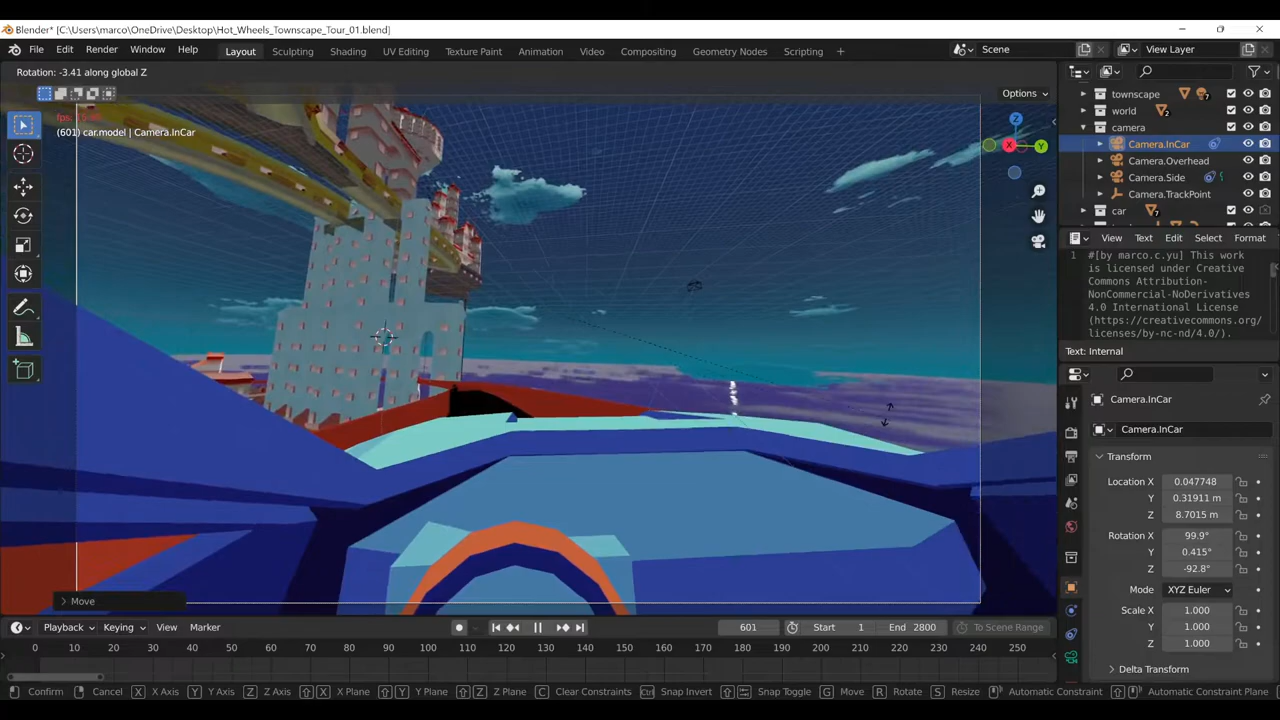 Blender* [C:\Users\marco\OneDrive\Desktop\Hot_Wheels_Townscape_Tour_01.blend]
File Edit Render Window Help
Layout Sculpting Shading UV Editing Texture Paint Animation Video Compositing Geometry Nodes Scripting +
Scene
View Layer
Rotation: -3.41 along global Z
Options
fps:
(601) car.model | Camera.InCar
Z
X
Y
townscape
7
world
2
camera
Camera.InCar
Camera.Overhead
Camera.Side
Camera.TrackPoint
car
7
View Text Edit Select Format
1 #[by marco.c.yu] This work
is licensed under Creative
Commons Attribution-
NonCommercial-NoDerivatives
4.0 International License
(https://creativecommons.org/
licenses/by-nc-nd/4.0/).
Text: Internal
Camera.InCar
Camera.InCar
Transform
Location X 0.047748
Y 0.31911 m
Z 8.7015 m
Rotation X 99.9°
Y 0.415°
Z -92.8°
Mode XYZ Euler
Scale X 1.000
Y 1.000
Z 1.000
Delta Transform
Move
Playback Keying View Marker
601
Start 1
End 2800
To Scene Range
0 10 20 30 40 50 60 70 80 90 100 110 120 130 140 150 160 170 180 190 200 210 220 230 240 250
Confirm Cancel X X Axis Y Y Axis Z Z Axis X X Plane Y Y Plane Z Z Plane C Clear Constraints Ctrl Snap Invert Snap Toggle G Move R Rotate S Resize Automatic Constraint Automatic Constraint Plane